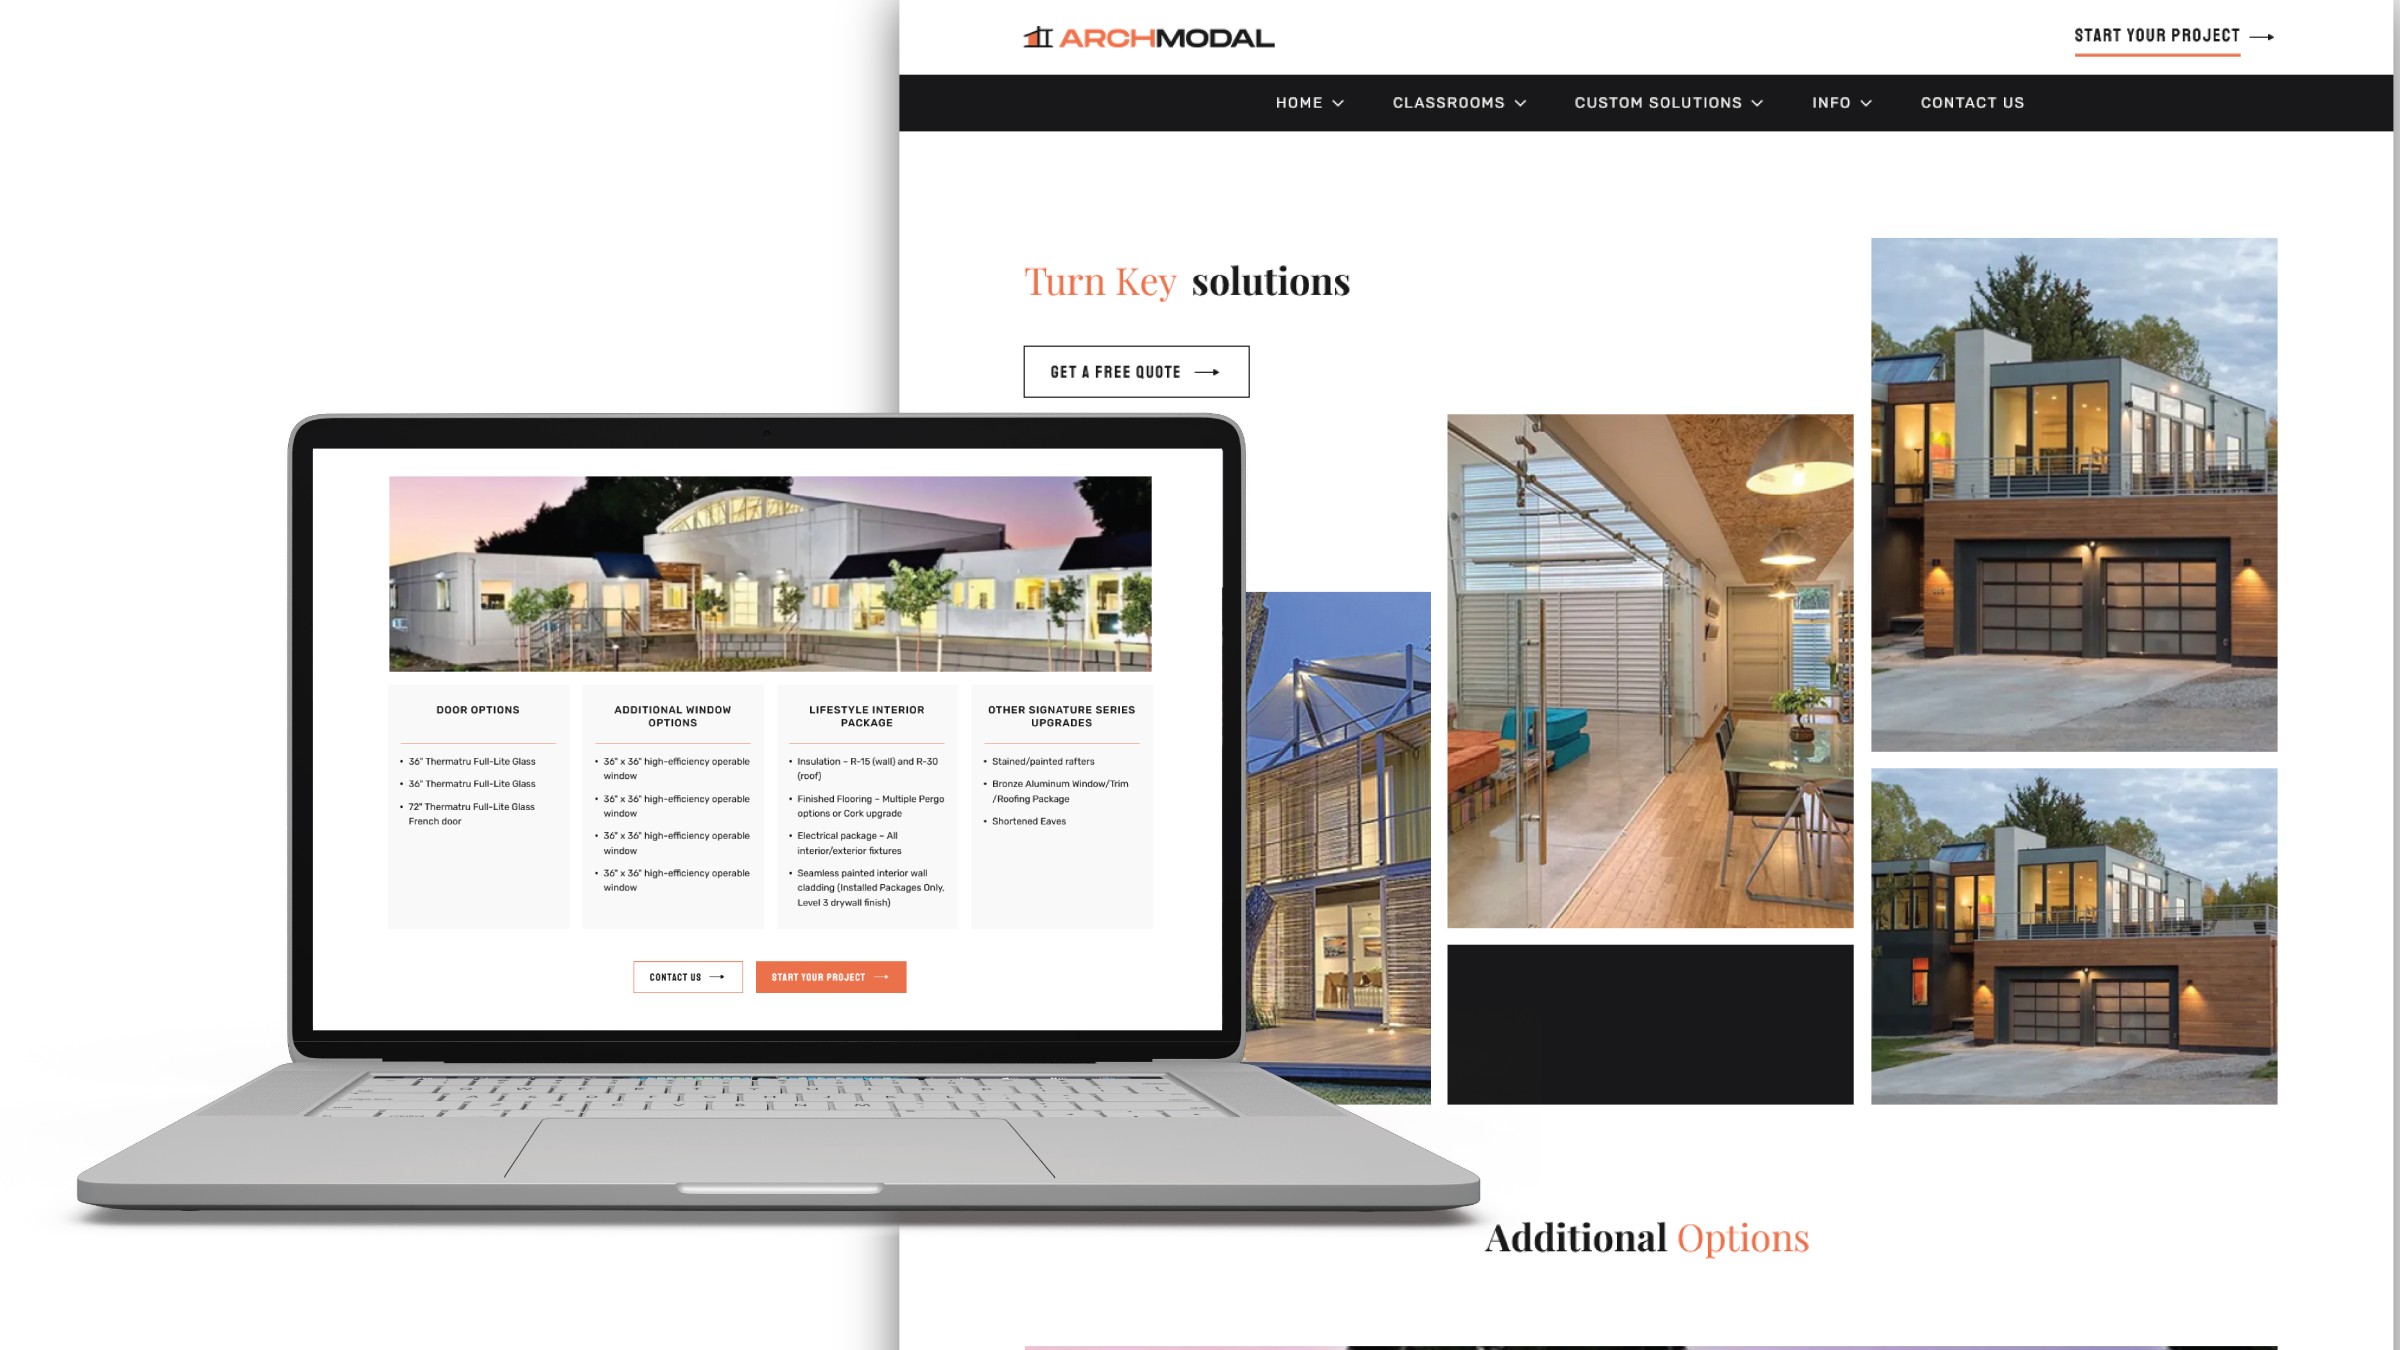 ARCHMODAL
START YOUR PROJECT
HOME CLASSROOMS CUSTOM SOLUTIONS INFO CONTACT US
Turn Key solutions
GET A FREE QUOTE
DOOR OPTIONS
• 36" Thermatru Full-Lite Glass
• 36" Thermatru Full-Lite Glass
• 72" Thermatru Full-Lite Glass
French door
ADDITIONAL WINDOW
OPTIONS
• 36" x 36" high-efficiency operable
window
• 36" x 36" high-efficiency operable
window
• 36" x 36" high-efficiency operable
window
• 36" x 36" high-efficiency operable
window
LIFESTYLE INTERIOR
PACKAGE
• Insulation – R-15 (wall) and R-30
(roof)
• Finished Flooring – Multiple Pergo
options or Cork upgrade
• Electrical package – All
interior/exterior fixtures
• Seamless painted interior wall
cladding (Installed Packages Only,
Level 3 drywall finish)
OTHER SIGNATURE SERIES
UPGRADES
• Stained/painted rafters
• Bronze Aluminum Window/Trim
/Roofing Package
• Shortened Eaves
CONTACT US
START YOUR PROJECT
Additional Options